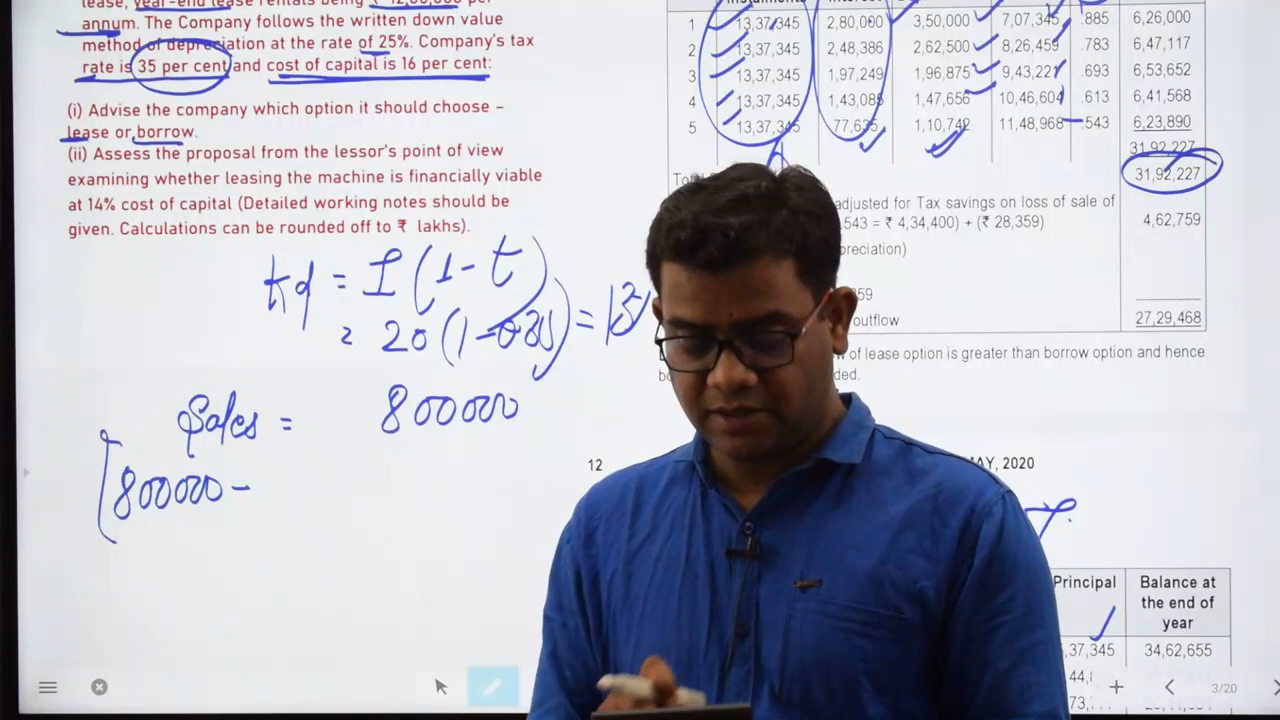 lease, year-end lease rentals being ₹ 12,00,000 per
annum. The Company follows the written down value
method of depreciation at the rate of 25%. Company's tax
rate is 35 per cent and cost of capital is 16 per cent:
(i) Advise the company which option it should choose –
lease or borrow.
(ii) Assess the proposal from the lessor's point of view
examining whether leasing the machine is financially viable
at 14% cost of capital (Detailed working notes should be
given. Calculations can be rounded off to ₹ lakhs).
Kd = I (1 - t)
= 20 (1 - 0.35) = 13
Sales = 800000
[800000 -
1 13,37,345 2,80,000 3,50,000 7,07,345 .885 6,26,000
2 13,37,345 2,48,386 2,62,500 8,26,459 .783 6,47,117
3 13,37,345 1,97,249 1,96,875 9,43,221 .693 6,53,652
4 13,37,345 1,43,085 1,47,656 10,46,604 .613 6,41,568
5 13,37,345 77,635 1,10,742 11,48,968 .543 6,23,890
31,92,227
31,92,227
adjusted for Tax savings on loss of sale of
,543 = ₹ 4,34,400) + (₹ 28,359) 4,62,759
preciation)
outflow 27,29,468
of lease option is greater than borrow option and hence
ded.
12 MAY, 2020
Principal Balance at
the end of
year
,37,345 34,62,655
3/20